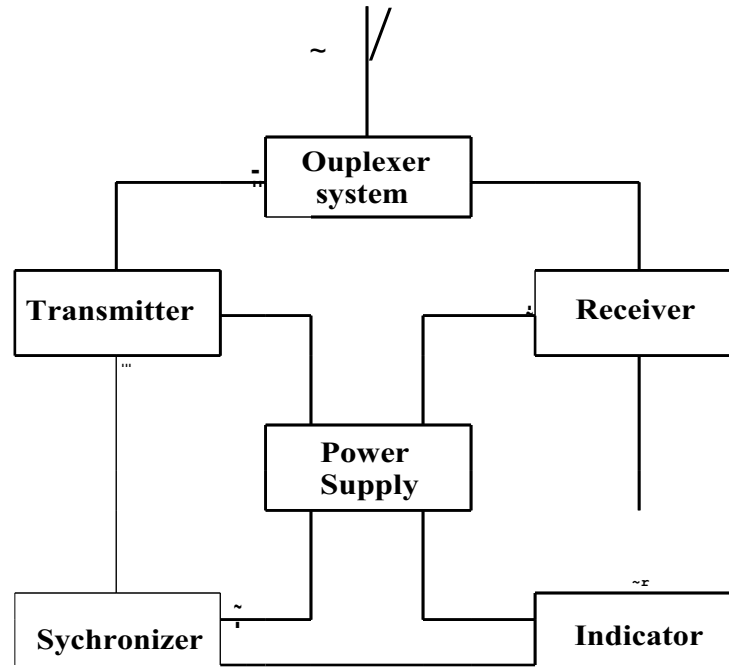 Ouplexer
system
Transmitter
Receiver
Power
Supply
Sychronizer
Indicator